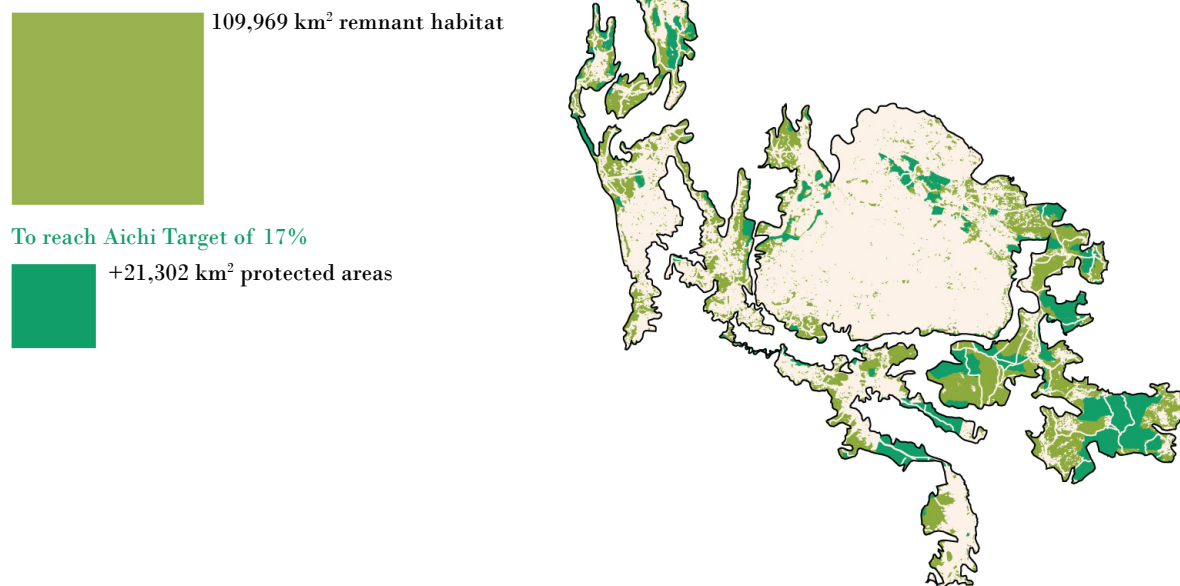 109,969 km² remnant habitat
To reach Aichi Target of 17%
+21,302 km² protected areas